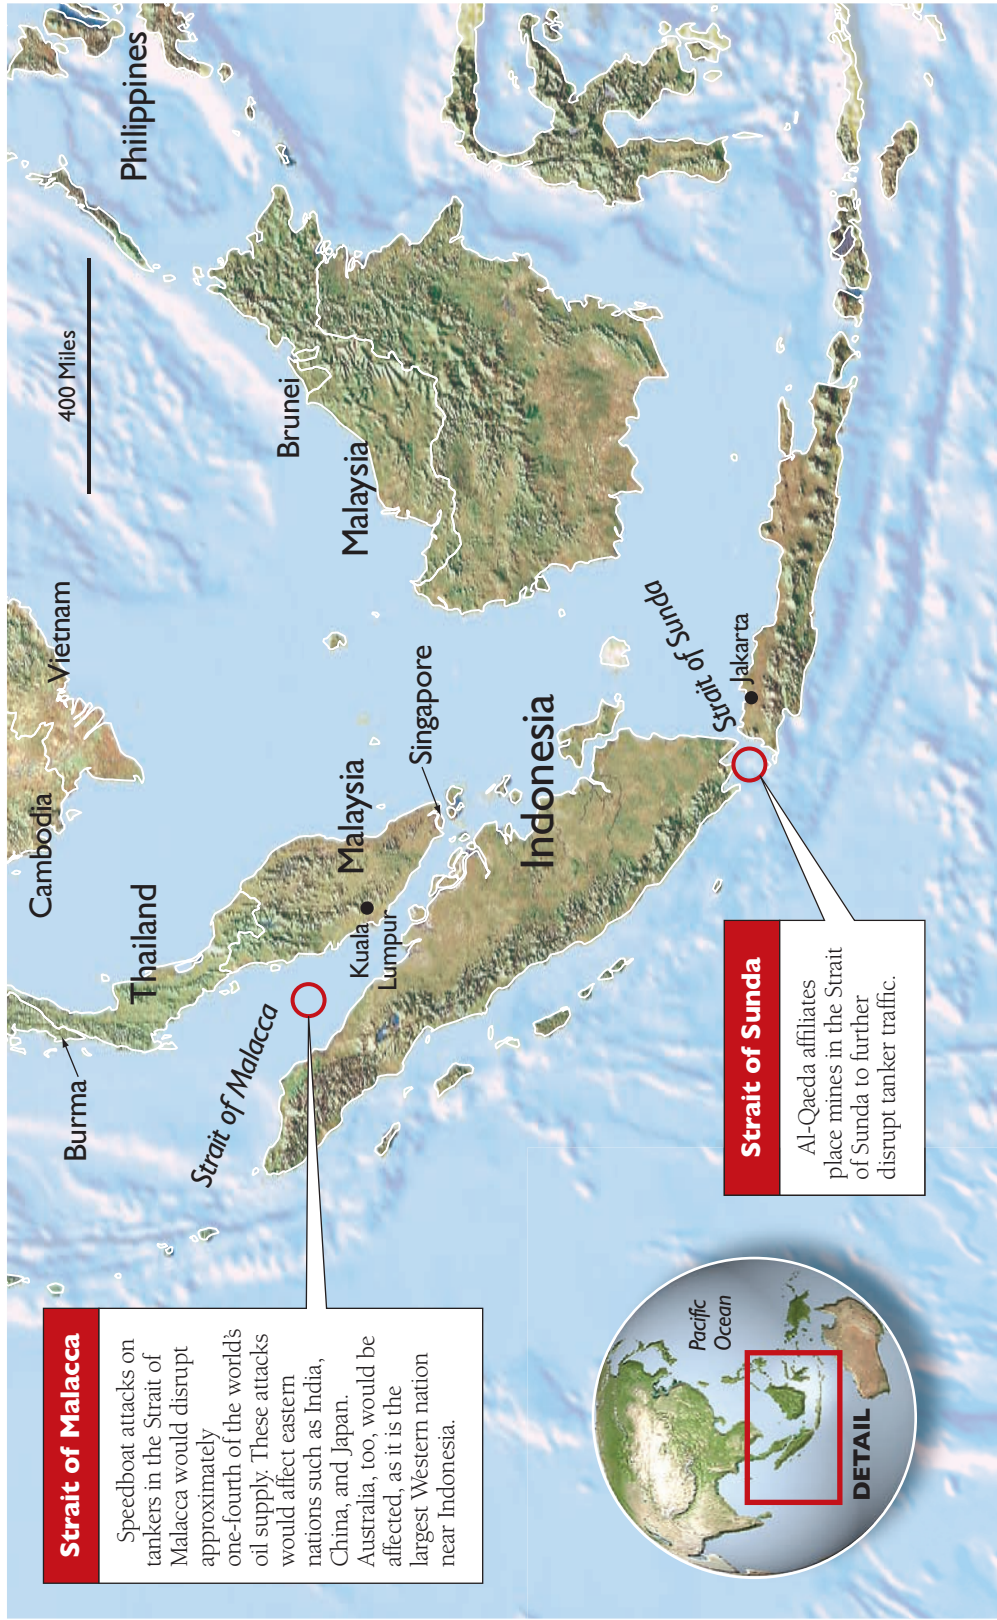 Strait of Malacca
Speedboat attacks on
tankers in the Strait of
Malacca would disrupt
approximately
one-fourth of the world's
oil supply. These attacks
would affect eastern
nations such as India,
China, and Japan.
Australia, too, would be
affected, as it is the
largest Western nation
near Indonesia.
Burma
Thailand
Cambodia
Vietnam
400 Miles
Philippines
Strait of Malacca
Kuala
Lumpur
Malaysia
Singapore
Malaysia
Brunei
Indonesia
Strait of Sunda
Jakarta
Strait of Sunda
Al-Qaeda affiliates
place mines in the Strait
of Sunda to further
disrupt tanker traffic.
Pacific
Ocean
DETAIL